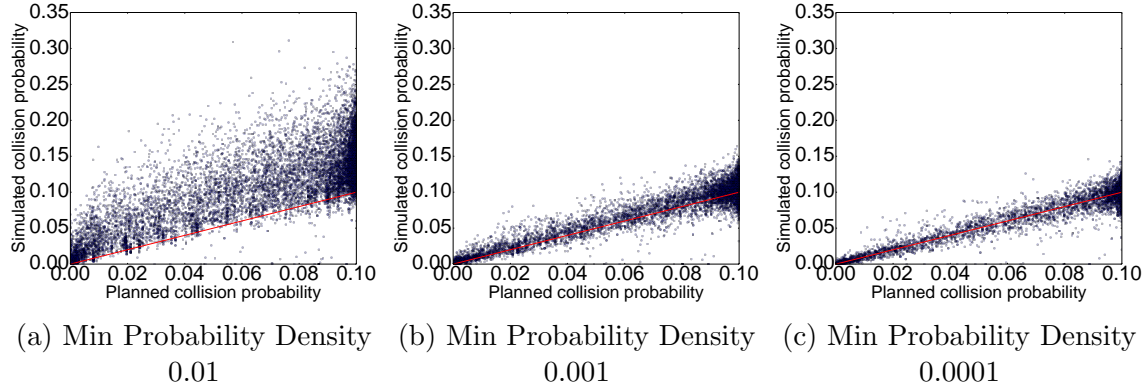 0.35
0.30
0.25
0.20
0.15
0.10
0.05
0.00
0.00 0.02 0.04 0.06 0.08 0.10
Simulated collision probability
Planned collision probability
(a) Min Probability Density
0.01
0.35
0.30
0.25
0.20
0.15
0.10
0.05
0.00
0.00 0.02 0.04 0.06 0.08 0.10
Simulated collision probability
Planned collision probability
(b) Min Probability Density
0.001
0.35
0.30
0.25
0.20
0.15
0.10
0.05
0.00
0.00 0.02 0.04 0.06 0.08 0.10
Simulated collision probability
Planned collision probability
(c) Min Probability Density
0.0001